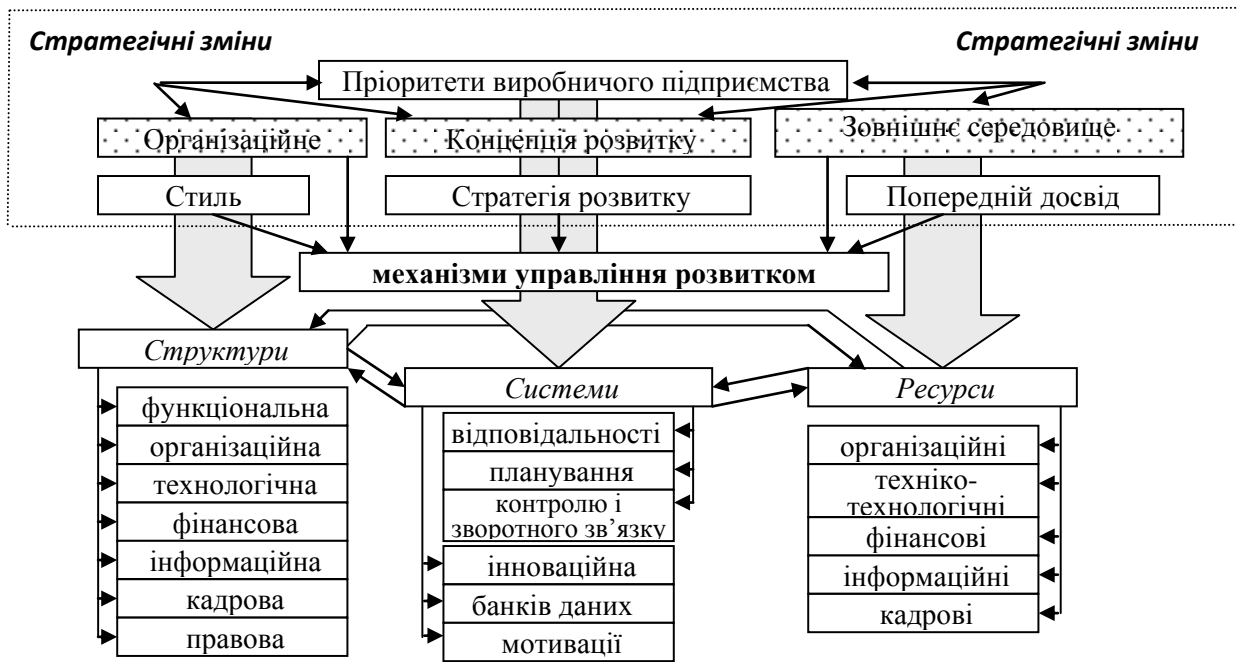 Стратегічні зміни
Стратегічні зміни
Пріоритети виробничого підприємства
Організаційне
Концепція розвитку
Зовнішнє середовище
Стиль
Стратегія розвитку
Попередній досвід
механізми управління розвитком
Структури
Системи
Ресурси
функціональна
організаційна
технологічна
фінансова
інформаційна
кадрова
правова
відповідальності
планування
контролю і
зворотного зв’язку
інноваційна
банків даних
мотивації
організаційні
техніко-
технологічні
фінансові
інформаційні
кадрові